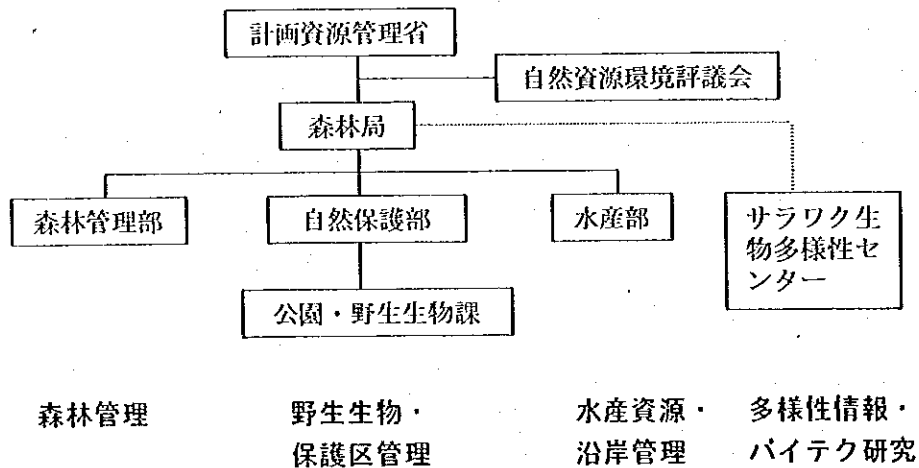 計画資源管理省
自然資源環境評議会
森林局
森林管理部
自然保護部
水産部
サラワク生
物多様性セ
ンター
公園・野生生物課
森林管理
野生生物・
保護区管理
水産資源・
沿岸管理
多様性情報・
バイテク研究